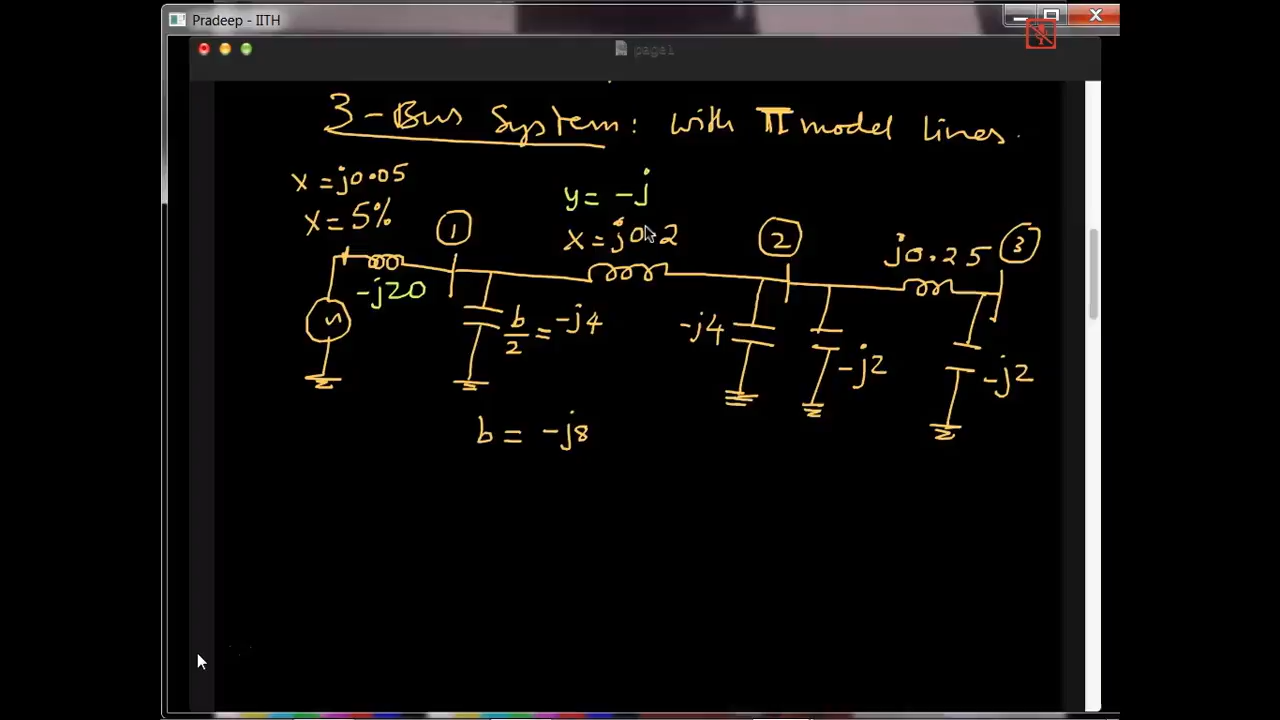 Pradeep - IITH
page1
3-Bus System: with π model lines.
x = j0.05
x = 5%
y = -j
x = j0.2
j0.25
1
2
3
-j20
b/2 = -j4
-j4
-j2
-j2
b = -j8